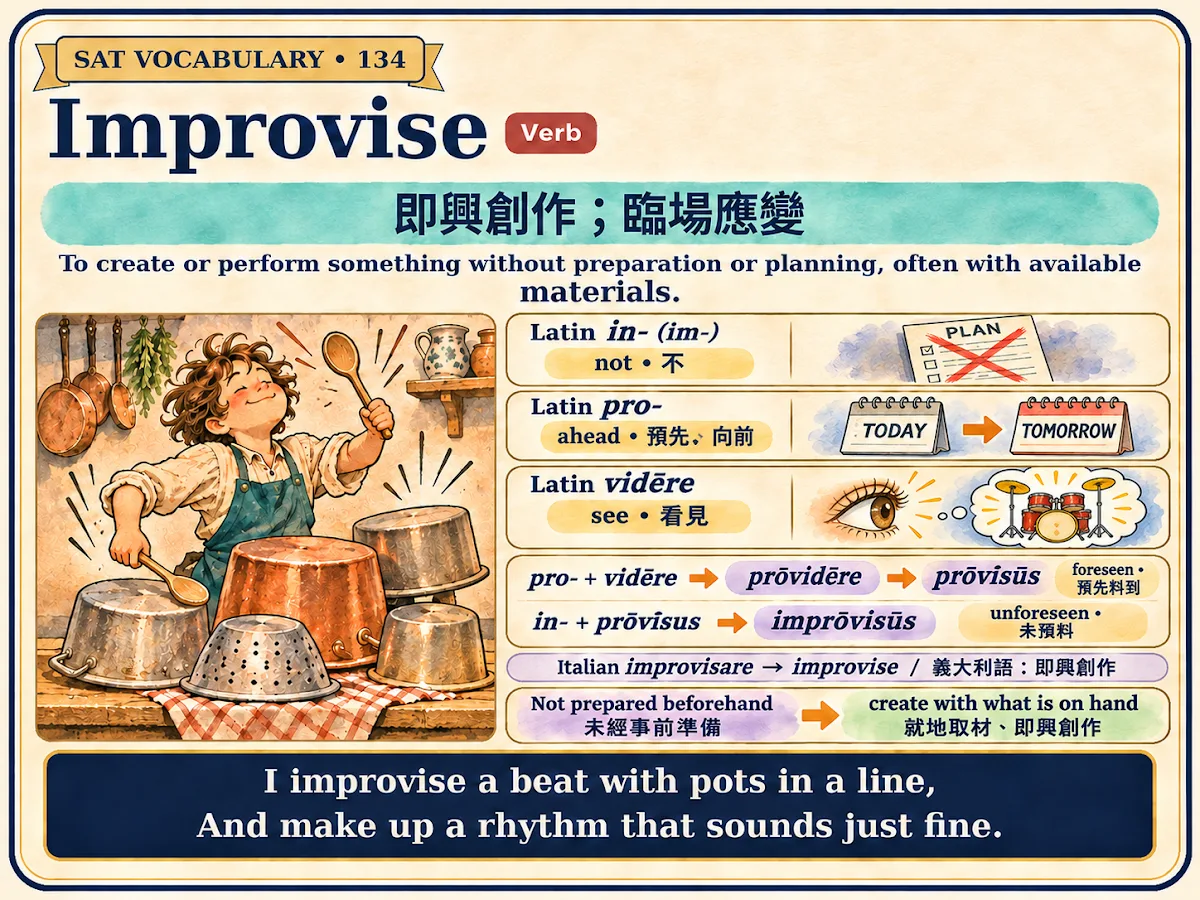 SAT VOCABULARY • 134
Improvise
Verb
即興創作；臨場應變
To create or perform something without preparation or planning, often with available
materials.
Latin in- (im-)
not • 不
PLAN
Latin pro-
ahead • 預先、向前
TODAY
TOMORROW
Latin vidēre
see • 看見
pro- + vidēre → prōvidēre → prōvisūs
foreseen •
預先料到
in- + prōvīsus → imprōvisūs
unforeseen •
未預料
Italian improvisare → improvise / 義大利語：即興創作
Not prepared beforehand
未經事前準備
→
create with what is on hand
就地取材、即興創作
I improvise a beat with pots in a line,
And make up a rhythm that sounds just fine.